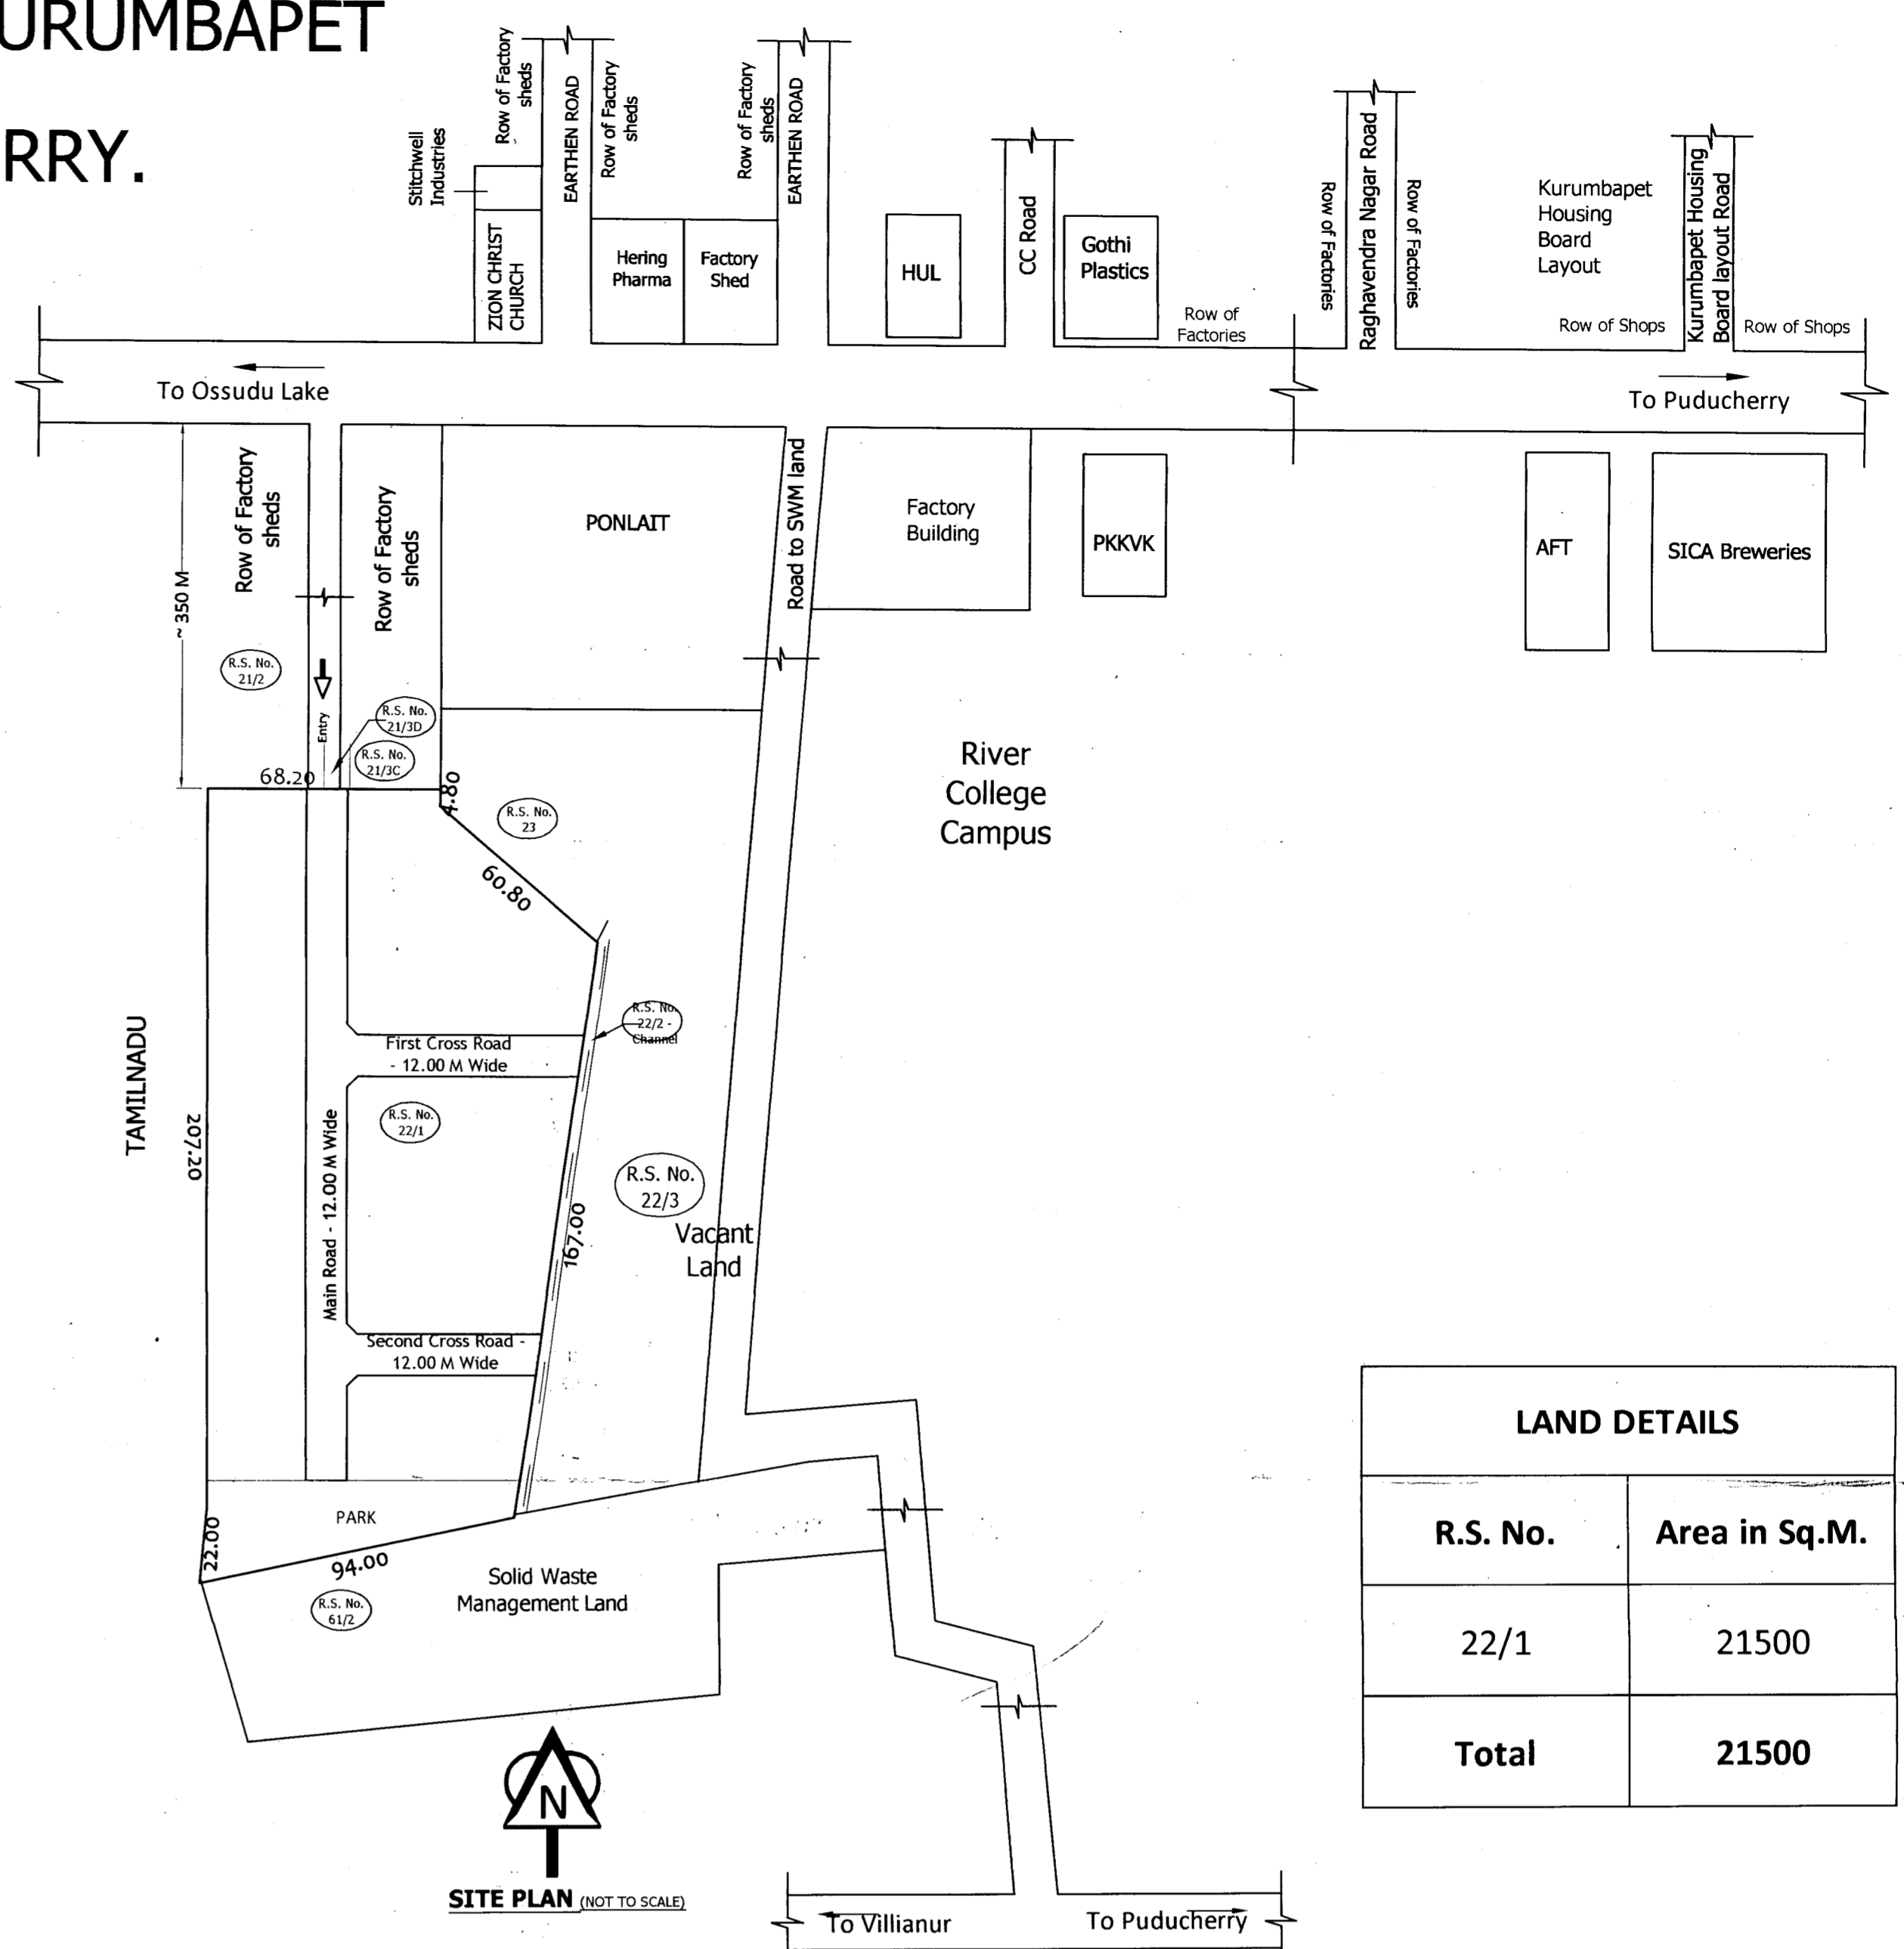 URUMBAPET
RRY.
Row of Factory
sheds
EARTHEN ROAD
Row of Factory
sheds
Row of Factory
sheds
EARTHEN ROAD
Stitchwell
Industries
ZION CHRIST
CHURCH
Hering
Pharma
Factory
Shed
HUL
CC Road
Gothi
Plastics
Row of
Factories
Row of Factories
Raghavendra Nagar Road
Row of Factories
Kurumbapet
Housing
Board
Layout
Row of Shops
Kurumbapet Housing
Board layout Road
Row of Shops
To Ossudu Lake
To Puducherry
~ 350 M
Row of Factory
sheds
Row of Factory
sheds
PONLAIT
Road to SWM land
Factory
Building
PKKVK
AFT
SICA Breweries
R.S. No.
21/2
Entry
R.S. No.
21/3D
R.S. No.
21/3C
68.20
4.80
R.S. No.
23
60.80
River
College
Campus
TAMILNADU
207.20
R.S. No.
22/2 -
Channel
First Cross Road
- 12.00 M Wide
R.S. No.
22/1
Main Road - 12.00 M Wide
R.S. No.
22/3
167.00
Vacant
Land
Second Cross Road -
12.00 M Wide
PARK
22.00
94.00
Solid Waste
Management Land
R.S. No.
61/2
LAND DETAILS
R.S. No.
Area in Sq.M.
22/1
21500
Total
21500
N
SITE PLAN (NOT TO SCALE)
To Villianur
To Puducherry